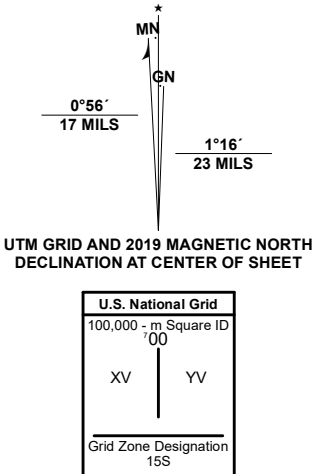 ★
MN
GN
0°56´
17 MILS
1°16´
23 MILS
UTM GRID AND 2019 MAGNETIC NORTH
DECLINATION AT CENTER OF SHEET
U.S. National Grid
100,000 - m Square ID
⁷00
XV YV
Grid Zone Designation
15S